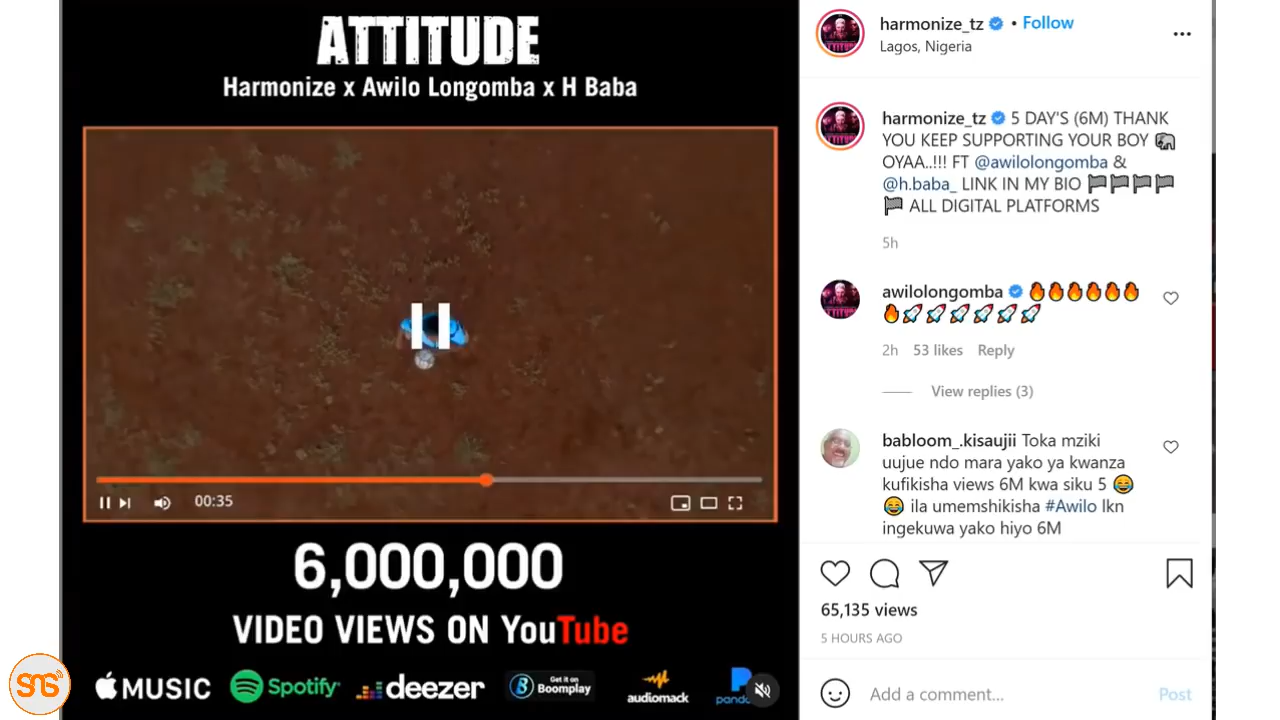 ATTITUDE
Harmonize x Awilo Longomba x H Baba
00:35
6,000,000
VIDEO VIEWS ON YouTube
MUSIC
Spotify
deezer
Get it on
Boomplay
audiomack
SnS
harmonize_tz • Follow
Lagos, Nigeria
harmonize_tz 5 DAY'S (6M) THANK
YOU KEEP SUPPORTING YOUR BOY 🐘
OYAA..!!! FT @awilolongomba &
@h.baba_ LINK IN MY BIO 🏴🏴🏴🏴
🏴 ALL DIGITAL PLATFORMS
5h
awilolongomba 🔥🔥🔥🔥🔥🔥
🔥🚀🚀🚀🚀🚀🚀
2h 53 likes Reply
View replies (3)
babloom_.kisaujii Toka mziki
uujue ndo mara yako ya kwanza
kufikisha views 6M kwa siku 5 😂
😂 ila umemshikisha #Awilo lkn
ingekuwa yako hiyo 6M
65,135 views
5 HOURS AGO
Add a comment...
Post